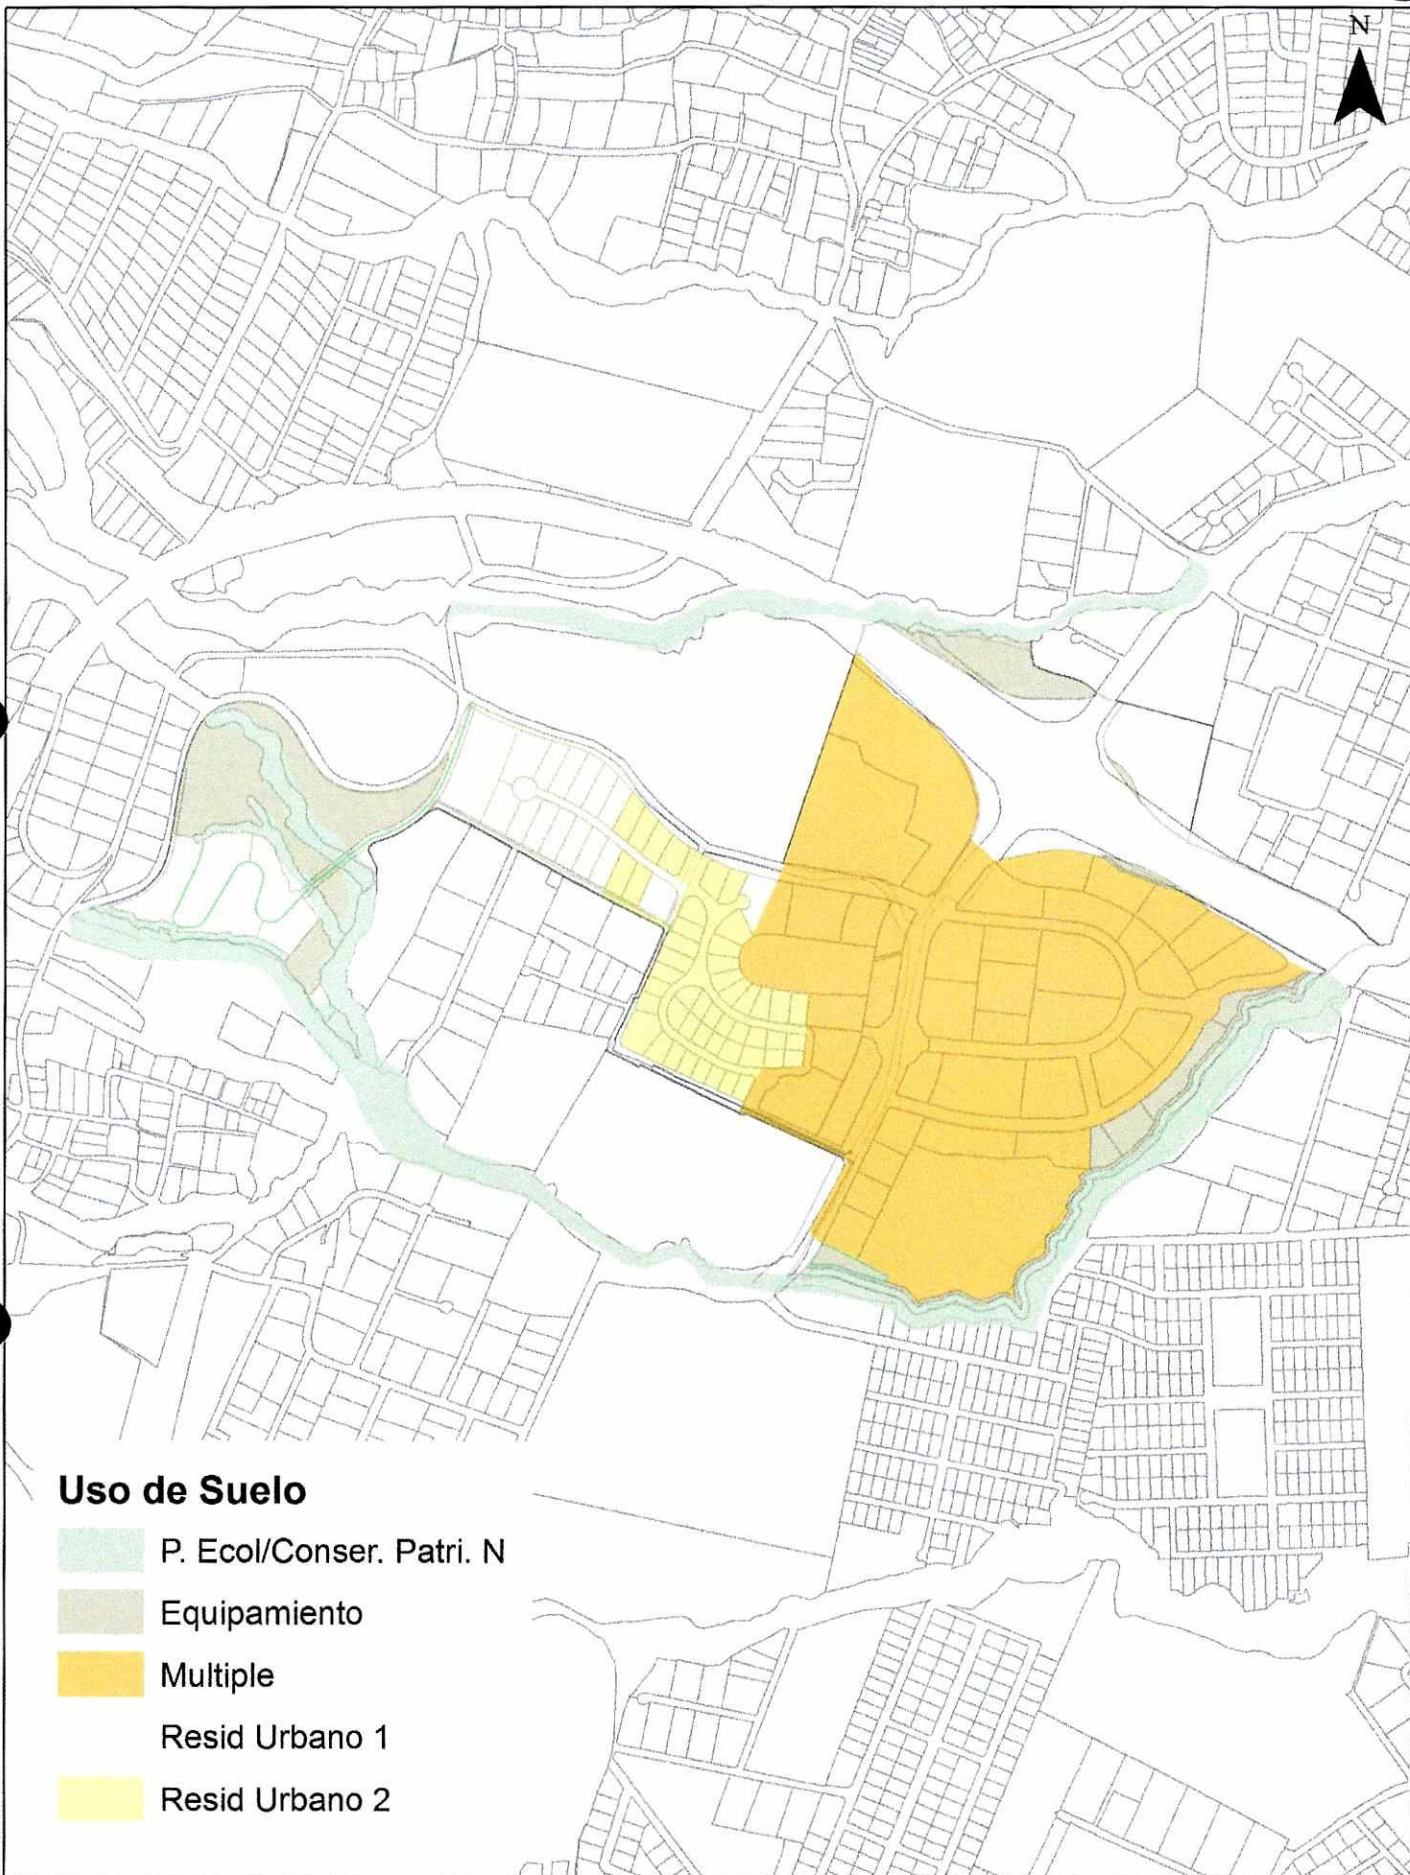 N
Uso de Suelo
P. Ecol/Conser. Patri. N
Equipamiento
Multiple
Resid Urbano 1
Resid Urbano 2